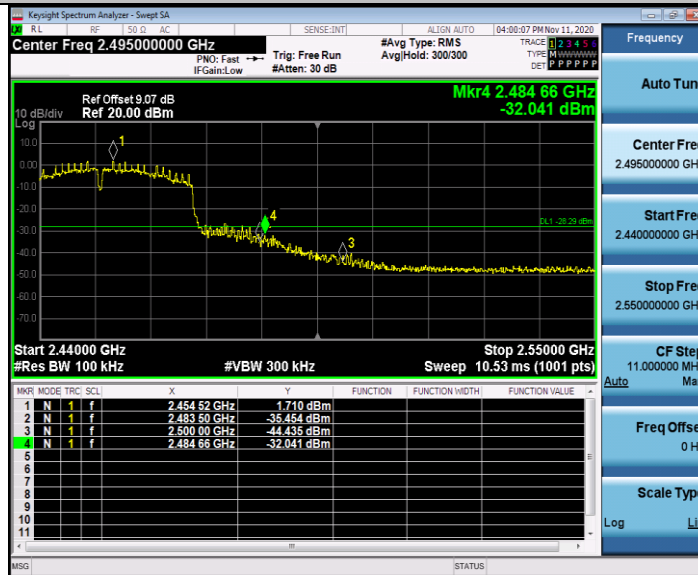 Keysight Spectrum Analyzer - Swept SA
RL RF 50 Ω AC SENSE:INT ALIGN AUTO 04:00:07 PM Nov 11, 2020
Center Freq 2.495000000 GHz
PNO: Fast
IFGain:Low
Trig: Free Run
#Atten: 30 dB
#Avg Type: RMS
Avg|Hold: 300/300
TRACE 1 2 3 4 5 6
TYPE M W W W W W
DET P P P P P P
Ref Offset 9.07 dB
10 dB/div Ref 20.00 dBm
Log
Mkr4 2.484 66 GHz
-32.041 dBm
10.0
0.00
-10.0
-20.0
-30.0
-40.0
-50.0
-60.0
-70.0
1
4
3
DL1 -28.29 dBm
Start 2.44000 GHz Stop 2.55000 GHz
#Res BW 100 kHz #VBW 300 kHz Sweep 10.53 ms (1001 pts)
MKR MODE TRC SCL X Y FUNCTION FUNCTION WIDTH FUNCTION VALUE
1 N 1 f 2.454 52 GHz 1.710 dBm
2 N 1 f 2.483 50 GHz -35.454 dBm
3 N 1 f 2.500 00 GHz -44.435 dBm
4 N 1 f 2.484 66 GHz -32.041 dBm
5
6
7
8
9
10
11
MSG STATUS
Frequency
Auto Tun
Center Fre
2.495000000 GH
Start Fre
2.440000000 GH
Stop Fre
2.550000000 GH
CF Step
11.000000 MH
Auto Ma
Freq Offse
0 H
Scale Type
Log Li